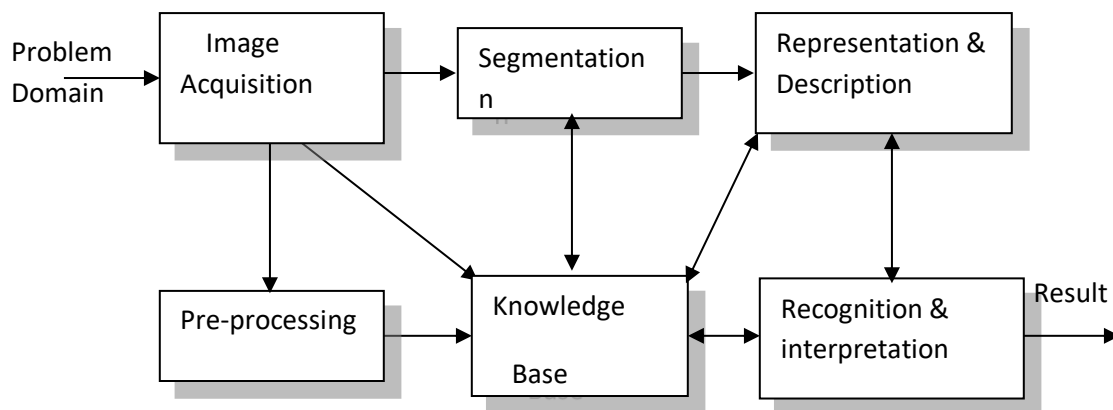 Problem
Domain
Image
Acquisition
Segmentation
n
Representation &
Description
Pre-processing
Knowledge
Base
Recognition &
interpretation
Result